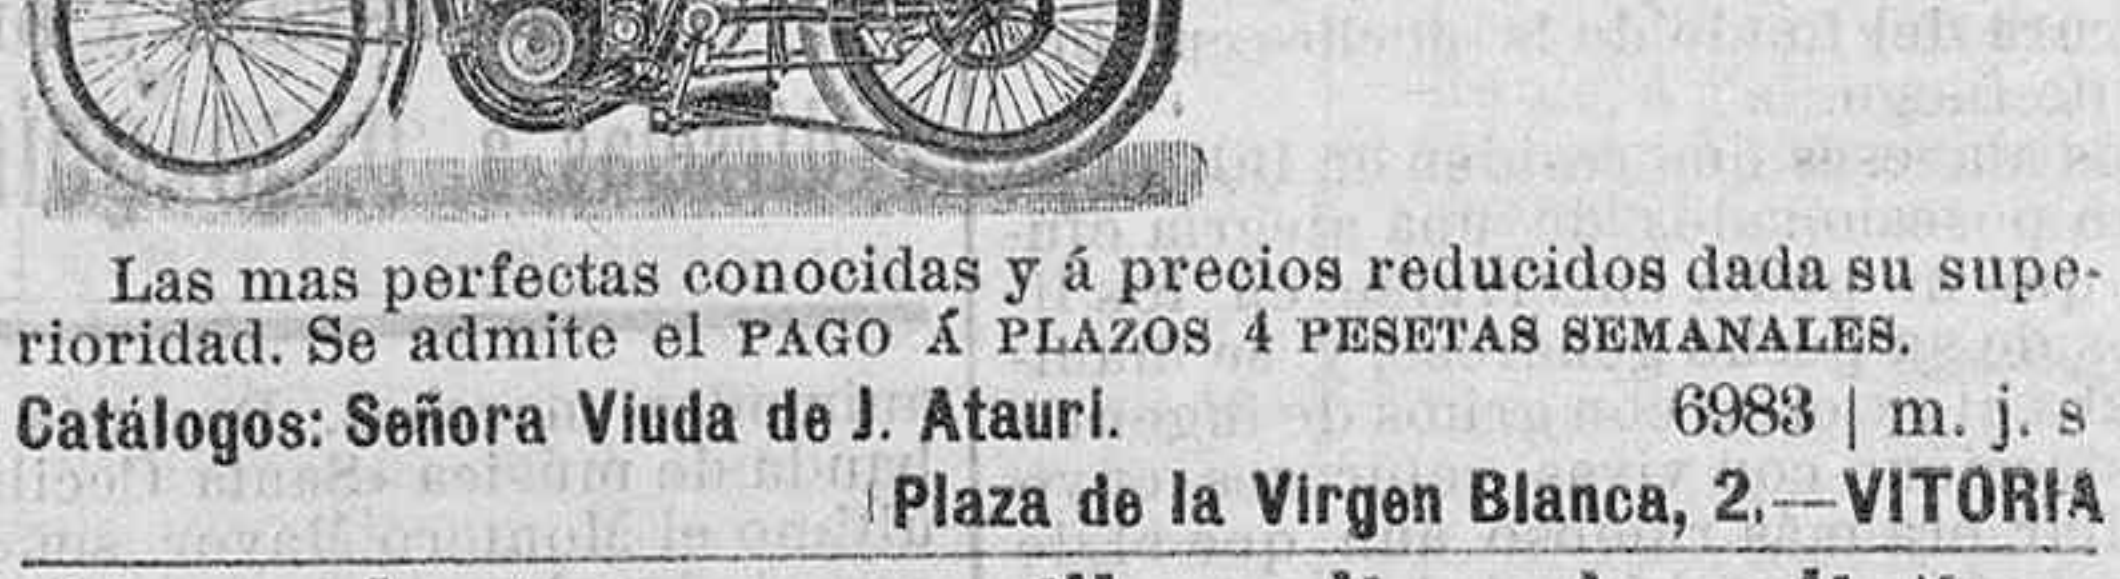 Las mas perfectas conocidas y á precios reducidos dada su supe-
rioridad. Se admite el PAGO Á PLAZOS 4 PESETAS SEMANALES.
Catálogos: Señora Viuda de J. Atauri. 6983 | m. j. s
Plaza de la Virgen Blanca, 2.—VITORIA